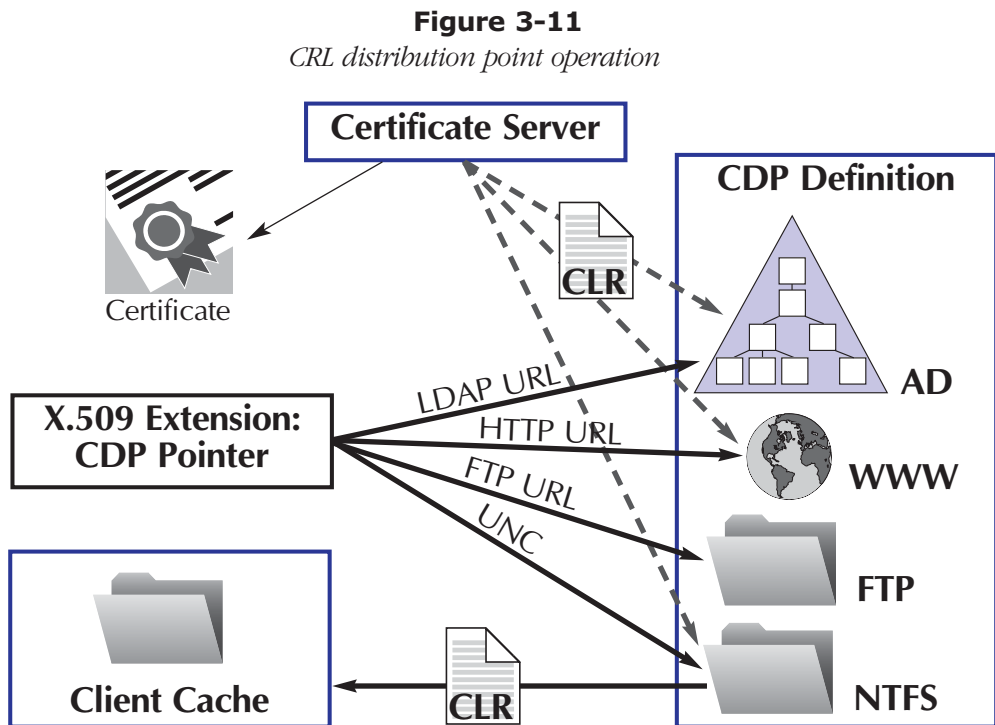 Figure 3-11
CRL distribution point operation
Certificate Server
CDP Definition
CLR
Certificate
AD
LDAP URL
X.509 Extension:
CDP Pointer
HTTP URL
WWW
FTP URL
UNC
FTP
Client Cache
CLR
NTFS